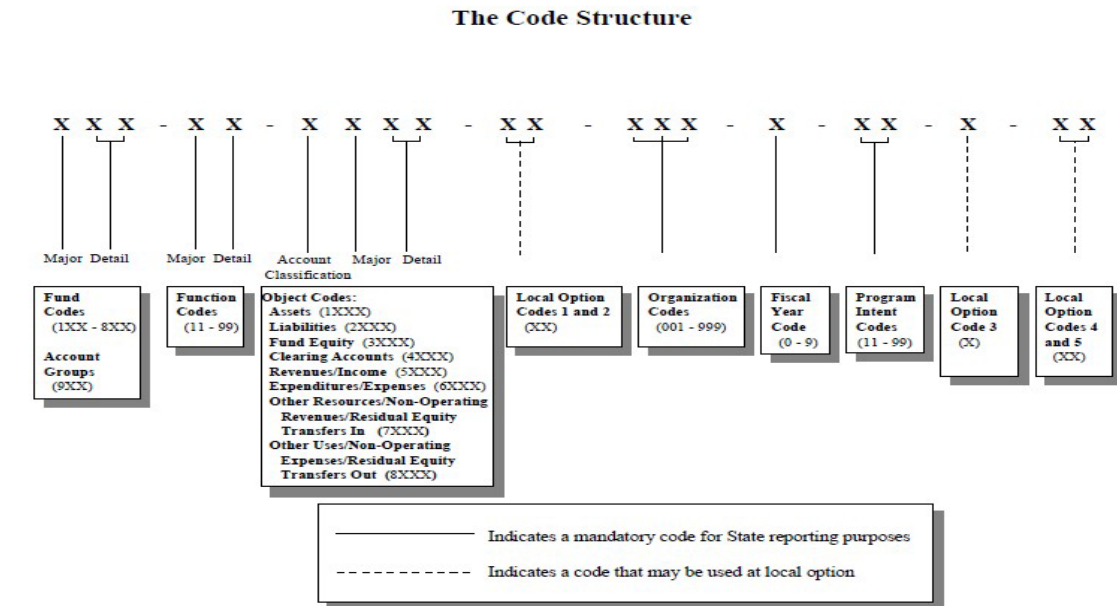 The Code Structure
X X X - X X - X X X X - X X - X X X - X - X X - X - X X
Major Detail Major Detail Account Classification Major Detail
Fund
Codes
(1XX - 8XX)
Account
Groups
(9XX)
Function
Codes
(11 - 99)
Object Codes:
Assets (1XXX)
Liabilities (2XXX)
Fund Equity (3XXX)
Clearing Accounts (4XXX)
Revenues/Income (5XXX)
Expenditures/Expenses (6XXX)
Other Resources/Non-Operating
Revenues/Residual Equity
Transfers In (7XXX)
Other Uses/Non-Operating
Expenses/Residual Equity
Transfers Out (8XXX)
Local Option
Codes 1 and 2
(XX)
Organization
Codes
(001 - 999)
Fiscal
Year
Code
(0 - 9)
Program
Intent
Codes
(11 - 99)
Local
Option
Code 3
(X)
Local
Option
Codes 4
and 5
(XX)
Indicates a mandatory code for State reporting purposes
Indicates a code that may be used at local option